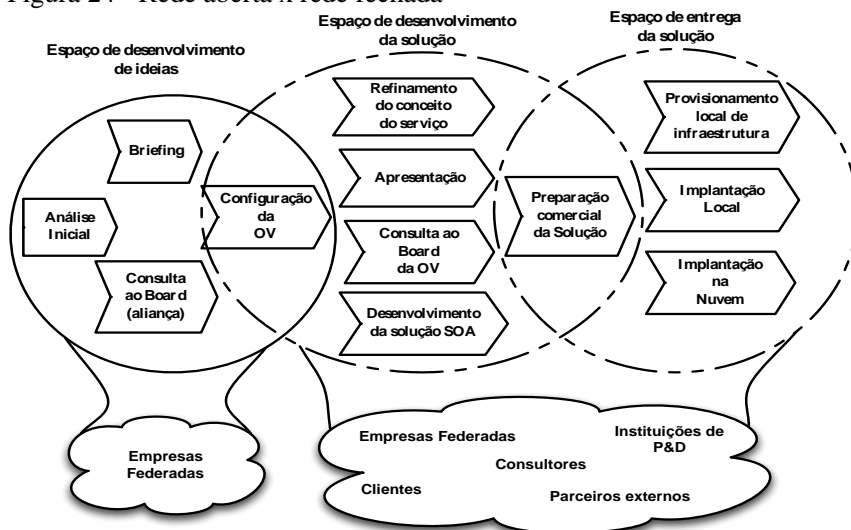 Figura 24 - Rede aberta x rede fechada
Espaço de desenvolvimento
de ideias
Espaço de desenvolvimento
da solução
Espaço de entrega
da solução
Briefing
Análise
Inicial
Consulta
ao Board
(aliança)
Configuração
da
OV
Refinamento
do conceito
do serviço
Apresentação
Consulta ao
Board
da OV
Desenvolvimento
da solução SOA
Preparação
comercial
da Solução
Provisionamento
local de
infraestrutura
Implantação
Local
Implantação
na
Nuvem
Empresas
Federadas
Empresas Federadas
Instituições de
P&D
Consultores
Clientes
Parceiros externos